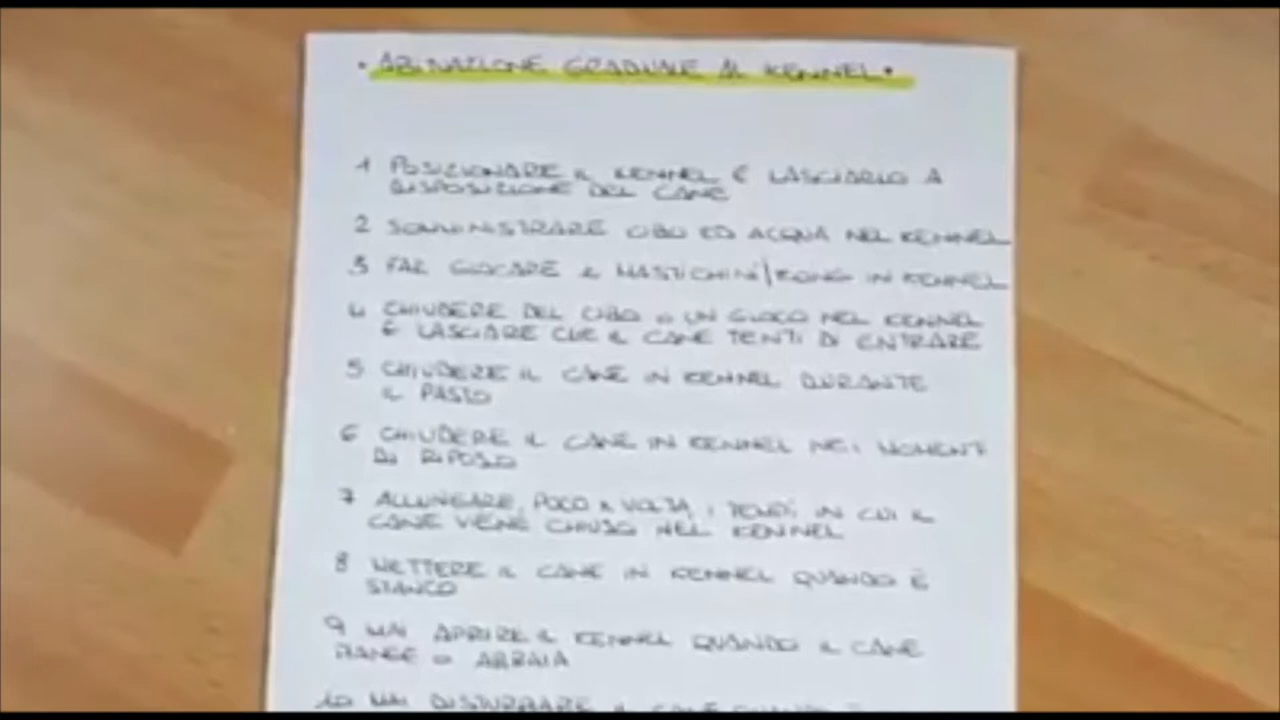 • ABITUAZIONE GRADUALE AL KENNEL •
1 POSIZIONARE IL KENNEL E LASCIARLO A
DISPOSIZIONE DEL CANE
2 SOMMINISTRARE CIBO ED ACQUA NEL KENNEL
3 FAR GIOCARE E MASTICHINI/KONG IN KENNEL
4 CHIUDERE DEL CIBO O UN GIOCO NEL KENNEL
E LASCIARE CHE IL CANE TENTI DI ENTRARE
5 CHIUDERE IL CANE IN KENNEL DURANTE
IL PASTO
6 CHIUDERE IL CANE IN KENNEL NEI MOMENTI
DI RIPOSO
7 ALLUNGARE, POCO A VOLTA, I TEMPI IN CUI IL
CANE VIENE CHIUSO NEL KENNEL
8 METTERE IL CANE IN KENNEL QUANDO È
STANCO
9 MAI APRIRE IL KENNEL QUANDO IL CANE
PIANGE O ABBAIA
10 MAI DISTURBARE IL CANE QUANDO È